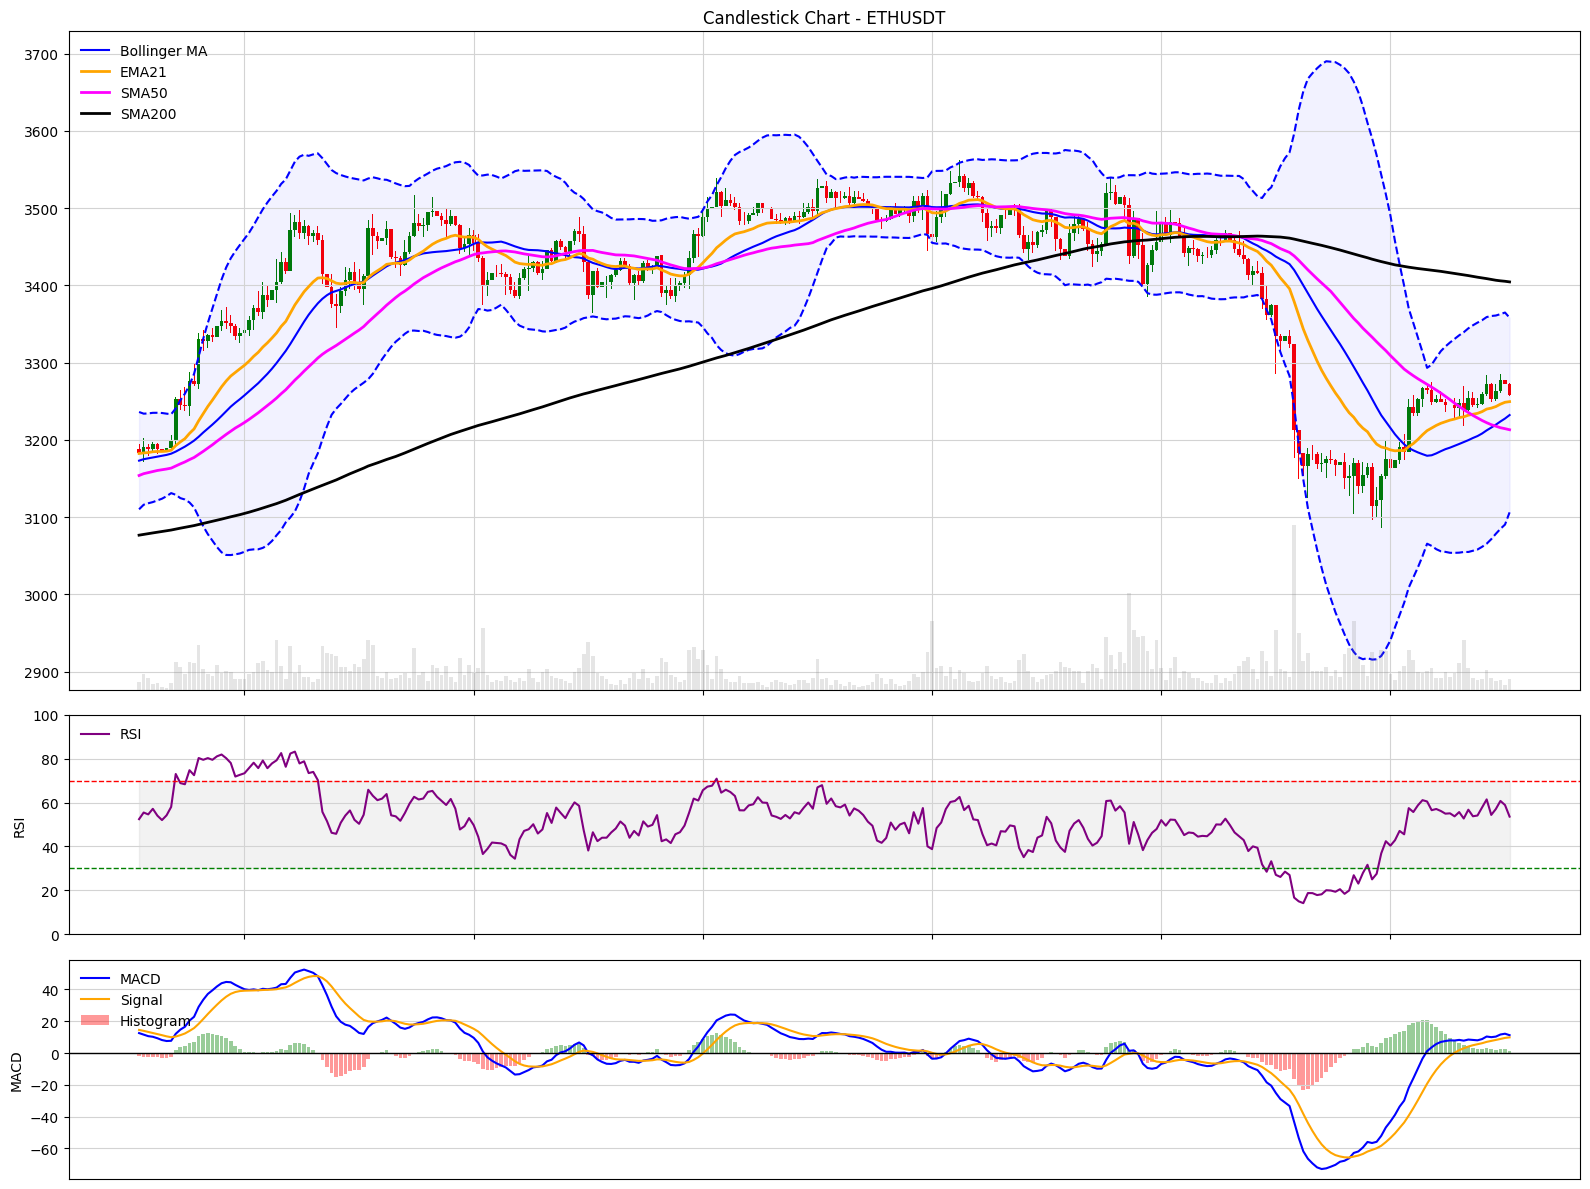 Candlestick Chart - ETHUSDT
Bollinger MA
EMA21
SMA50
SMA200
3700
3600
3500
3400
3300
3200
3100
3000
2900
RSI
RSI
100
80
60
40
20
0
MACD
Signal
Histogram
MACD
40
20
0
−20
−40
−60